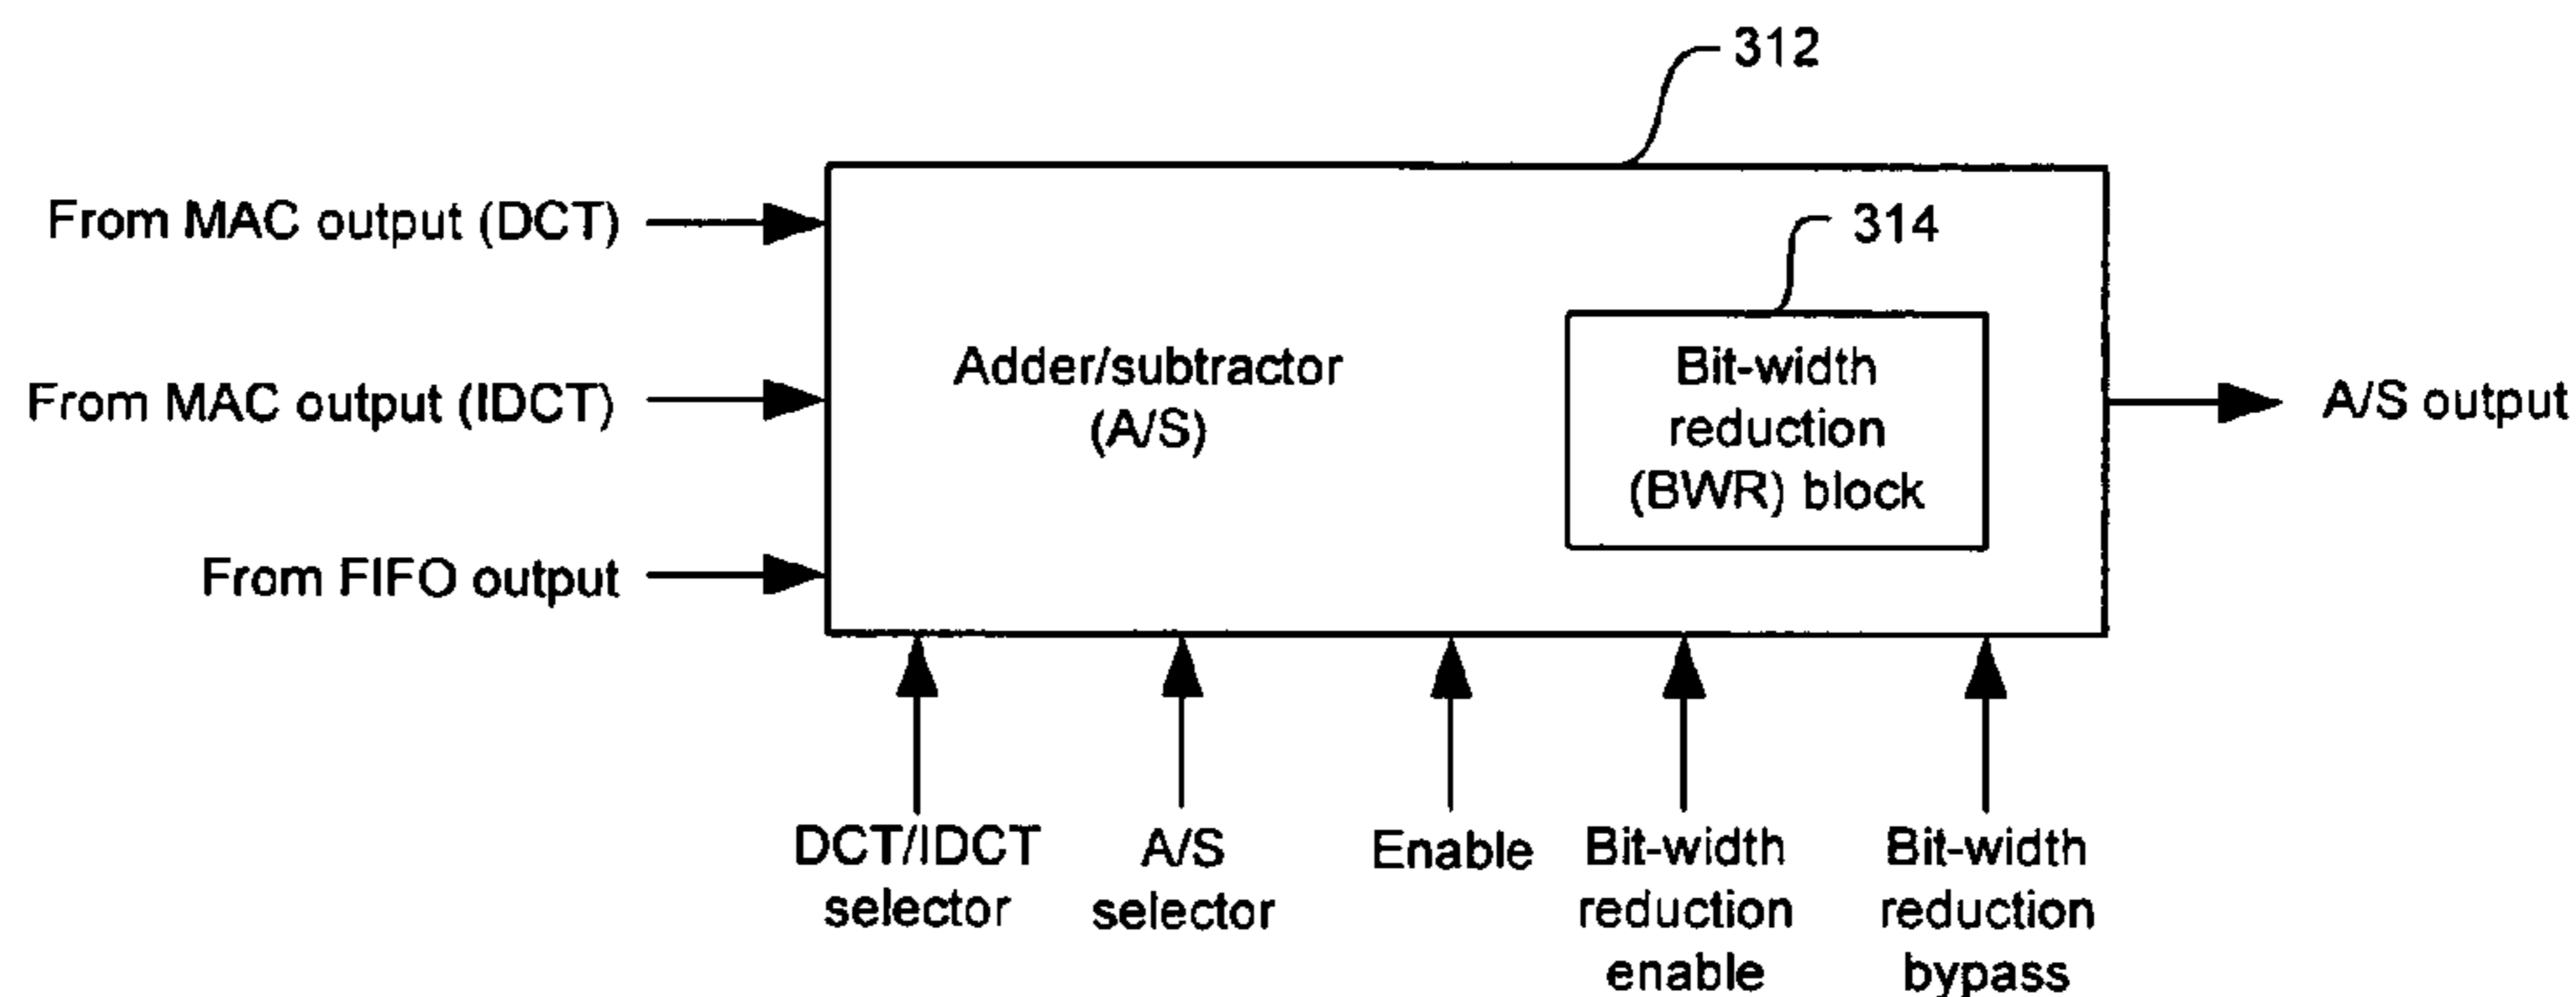 312
314
From MAC output (DCT)
From MAC output (IDCT)
From FIFO output
Adder/subtractor
(A/S)
Bit-width
reduction
(BWR) block
A/S output
DCT/IDCT
selector
A/S
selector
Enable
Bit-width
reduction
enable
Bit-width
reduction
bypass